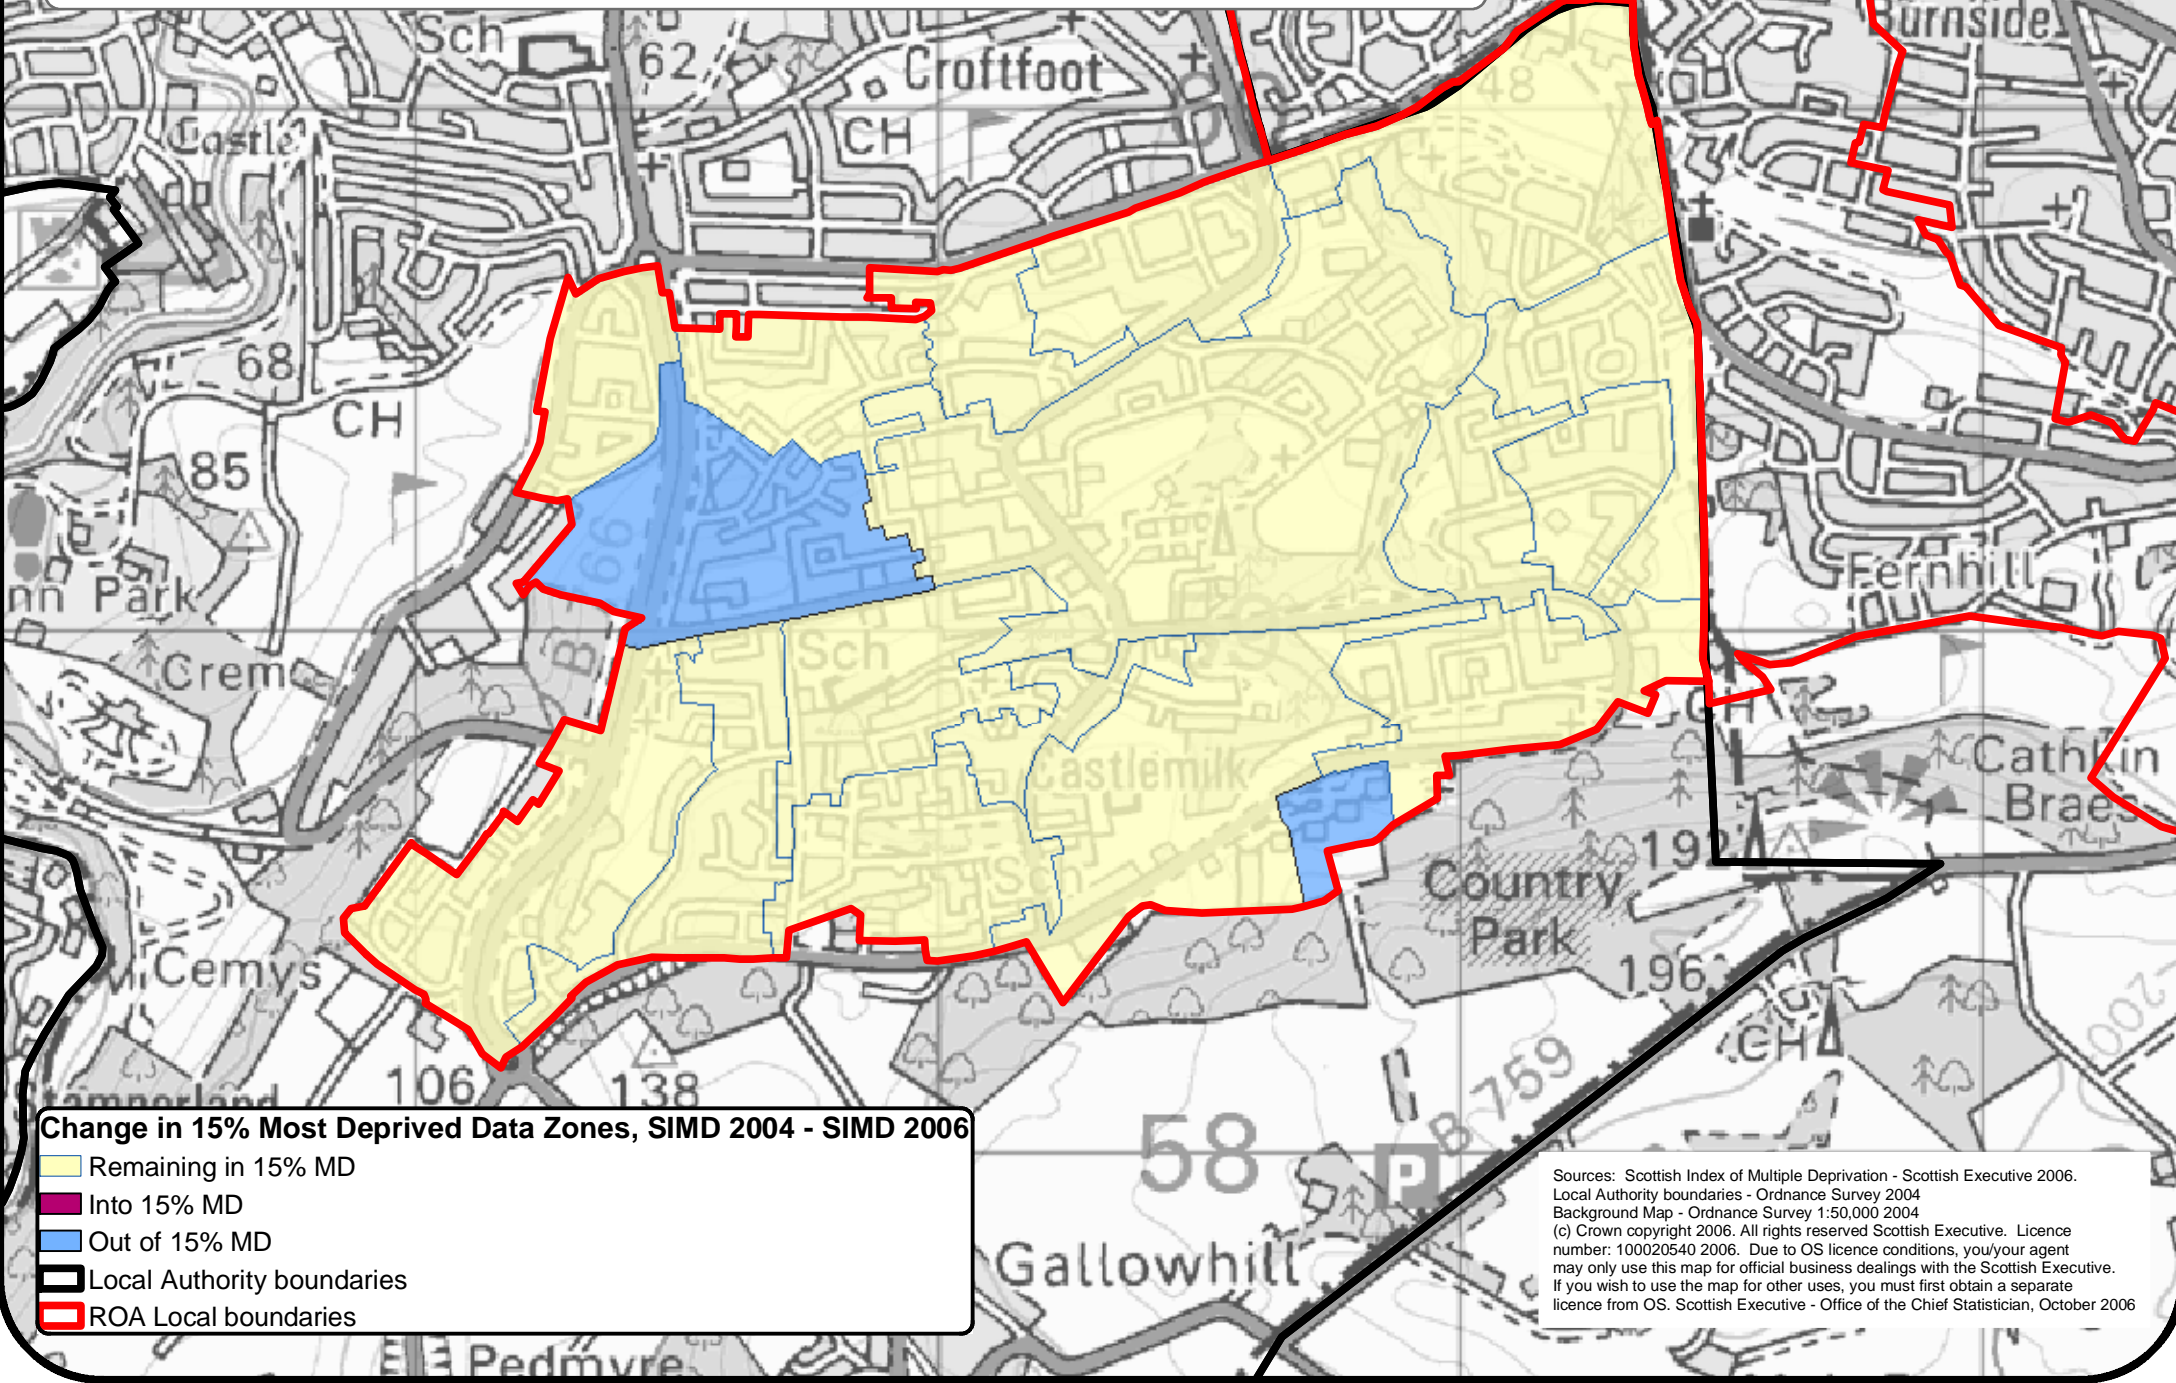 Burnside
Sch
62
Croftfoot
48
CH
Castle
68
CH
85
66
nn Park
Fernhill
B
Sch
Crem
CH
Castlemilk
Cathkin
Braes
192
Country
Park
Sch
196
Cemys
200
CH
106
138
B 759
58
P
Gallowhill
Pedmyre
Change in 15% Most Deprived Data Zones, SIMD 2004 - SIMD 2006
Remaining in 15% MD
Into 15% MD
Out of 15% MD
Local Authority boundaries
ROA Local boundaries
Sources:  Scottish Index of Multiple Deprivation - Scottish Executive 2006.
Local Authority boundaries - Ordnance Survey 2004
Background Map - Ordnance Survey 1:50,000 2004
(c) Crown copyright 2006. All rights reserved Scottish Executive.  Licence
number: 100020540 2006.  Due to OS licence conditions, you/your agent
may only use this map for official business dealings with the Scottish Executive.
If you wish to use the map for other uses, you must first obtain a separate
licence from OS. Scottish Executive - Office of the Chief Statistician, October 2006